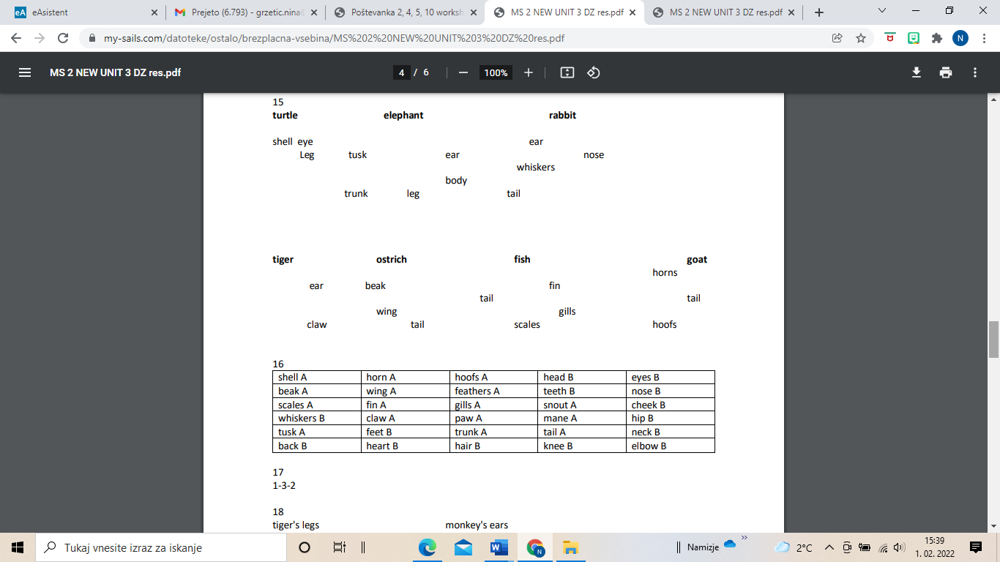 eAsistent
Prejeto (6.793) - grzetic.nina
Poštevanka 2, 4, 5, 10 worksh
MS 2 NEW UNIT 3 DZ res.pdf
MS 2 NEW UNIT 3 DZ res.pdf
my-sails.com/datoteke/ostalo/brezplacna-vsebina/MS%202%20NEW%20UNIT%203%20DZ%20res.pdf
N
MS 2 NEW UNIT 3 DZ res.pdf 4 / 6 100%
15
turtle elephant rabbit
shell eye ear
Leg tusk ear nose
whiskers
body
trunk leg tail
tiger ostrich fish goat
horns
ear beak fin
tail tail
wing gills
claw tail scales hoofs
16
shell A horn A hoofs A head B eyes B
beak A wing A feathers A teeth B nose B
scales A fin A gills A snout A cheek B
whiskers B claw A paw A mane A hip B
tusk A feet B trunk A tail A neck B
back B heart B hair B knee B elbow B
17
1-3-2
18
tiger's legs monkey's ears
Tukaj vnesite izraz za iskanje
Namizje
2°C
15:39
1. 02. 2022